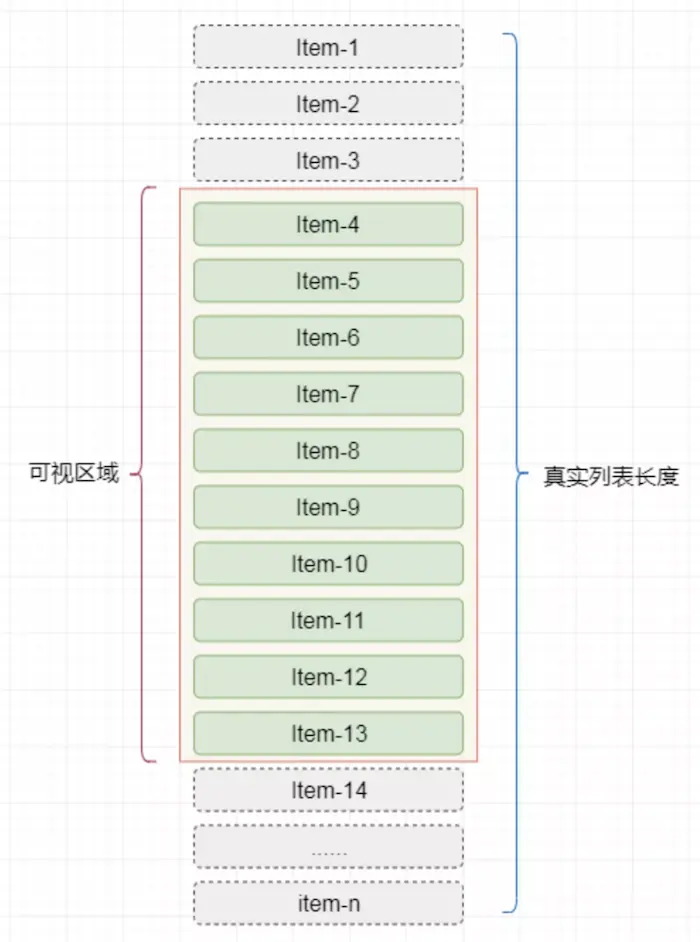 Item-1
Item-2
Item-3
Item-4
Item-5
Item-6
Item-7
Item-8
可视区域
真实列表长度
Item-9
Item-10
Item-11
Item-12
Item-13
Item-14
......
item-n